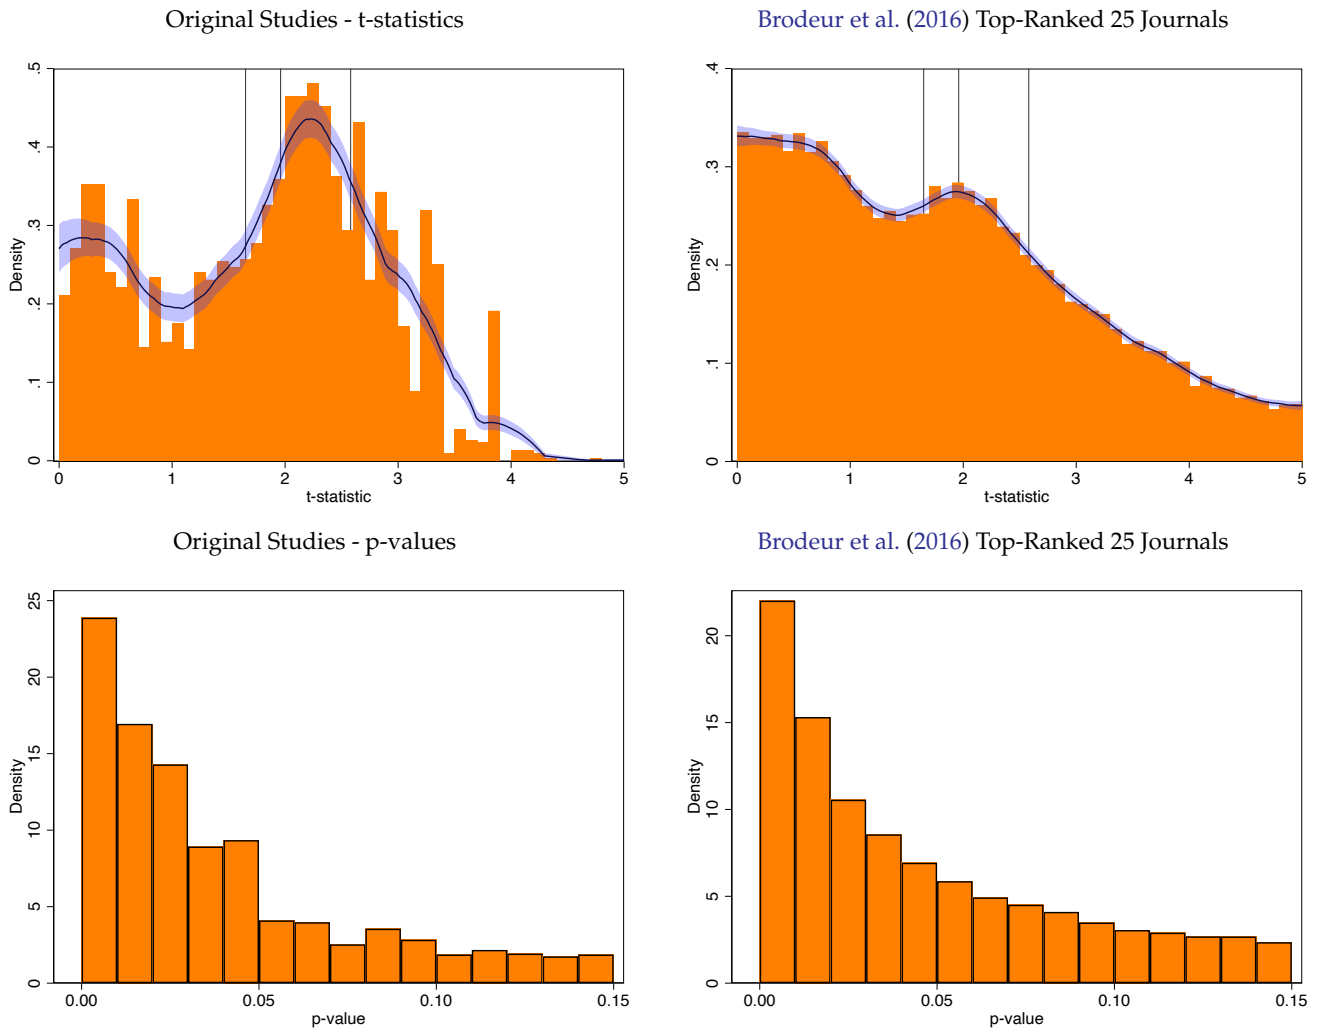 Original Studies - t-statistics
.5
.4
.3
.2
.1
0
Density
0 1 2 3 4 5
t-statistic
Brodeur et al. (2016) Top-Ranked 25 Journals
.4
.3
.2
.1
0
Density
0 1 2 3 4 5
t-statistic
Original Studies - p-values
25
20
15
10
5
0
Density
0.00 0.05 0.10 0.15
p-value
Brodeur et al. (2016) Top-Ranked 25 Journals
20
15
10
5
0
Density
0.00 0.05 0.10 0.15
p-value